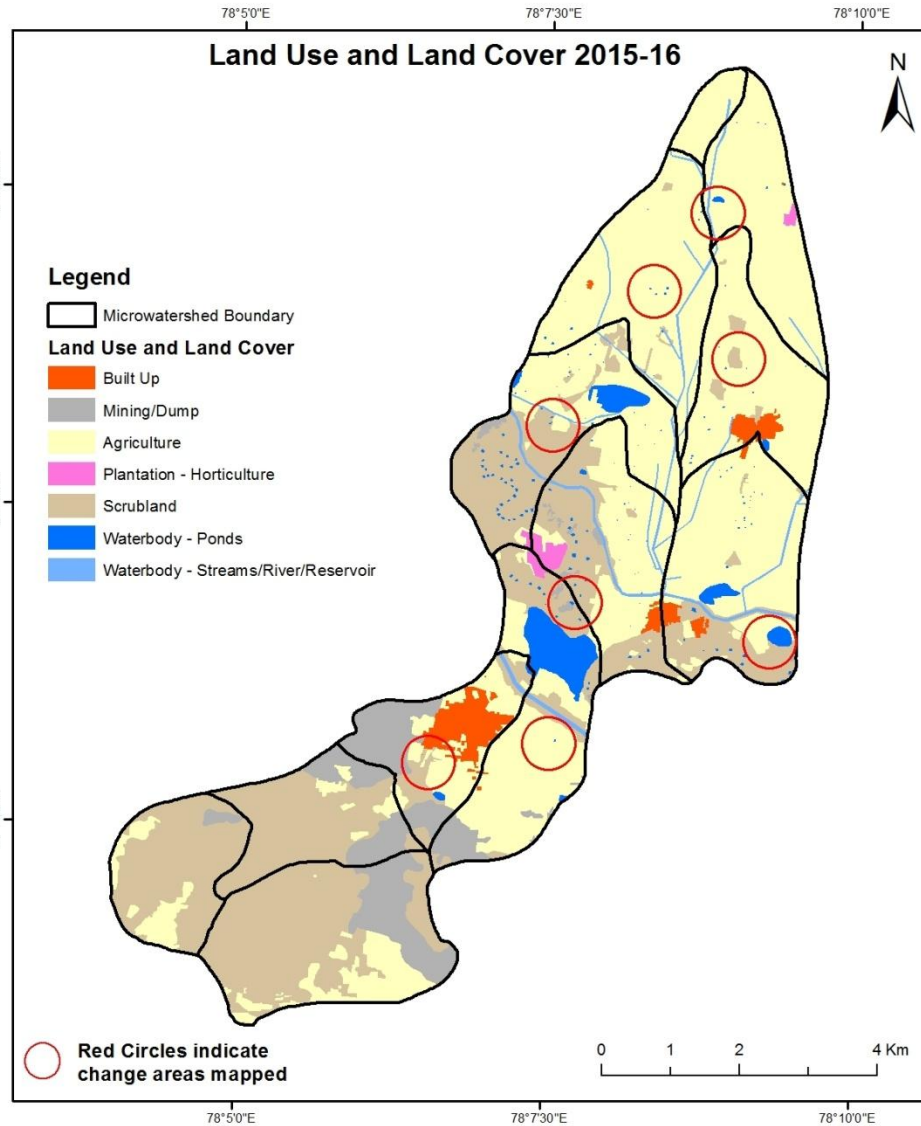 78°5'0"E
78°7'30"E
78°10'0"E
Land Use and Land Cover 2015-16
N
Legend
Microwatershed Boundary
Land Use and Land Cover
Built Up
Mining/Dump
Agriculture
Plantation - Horticulture
Scrubland
Waterbody - Ponds
Waterbody - Streams/River/Reservoir
Red Circles indicate
change areas mapped
0 1 2 4 Km
78°5'0"E
78°7'30"E
78°10'0"E